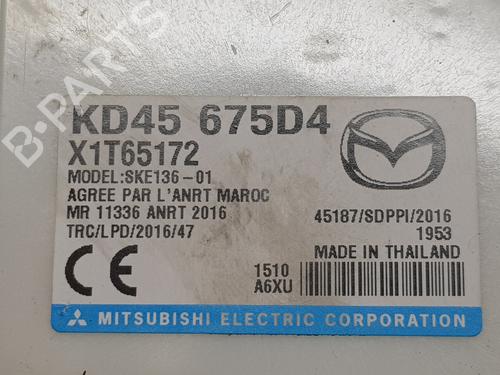 KD45 675D4
X1T65172
MODEL:SKE136-01
AGREE PAR L'ANRT MAROC
MR 11336 ANRT 2016
TRC/LPD/2016/47
45187/SDPPI/2016
1953
MADE IN THAILAND
CE
1510
A6XU
MITSUBISHI ELECTRIC CORPORATION
B-PARTS